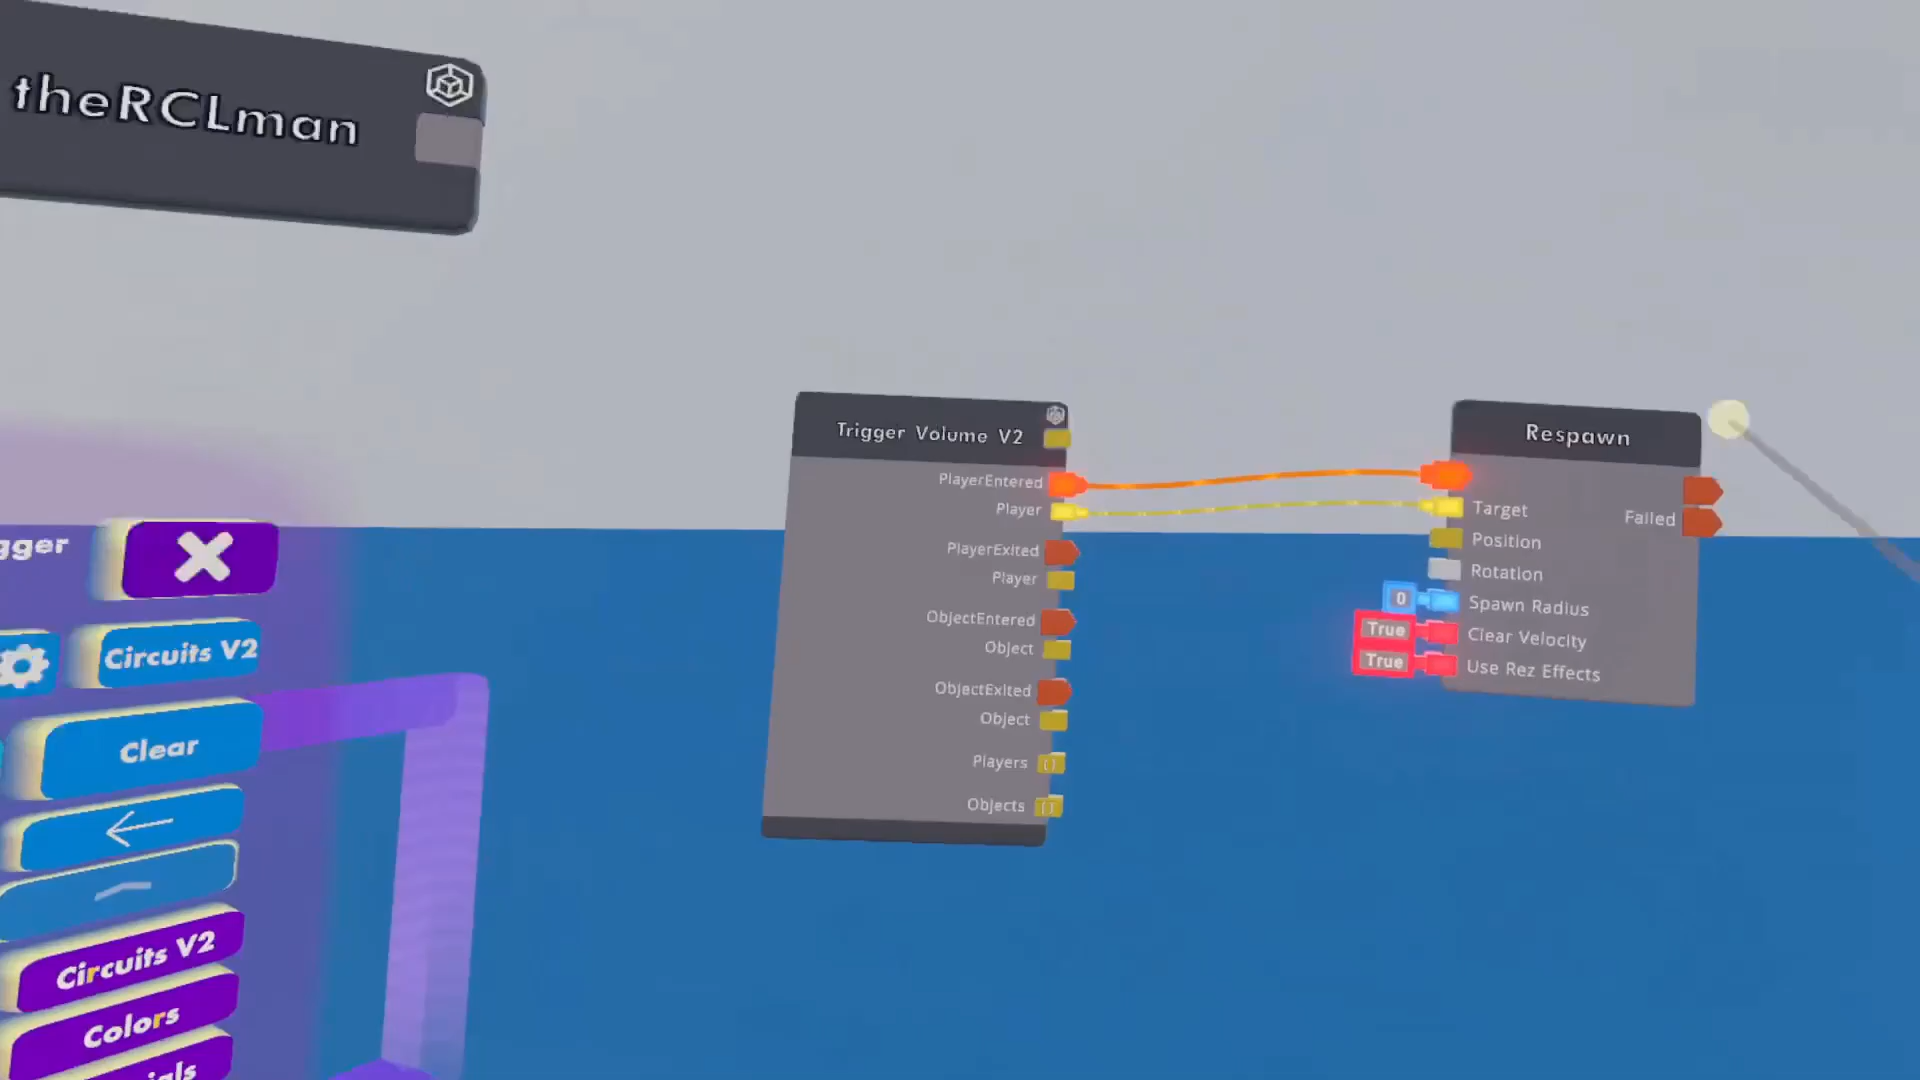 theRCLman
Trigger Volume V2
PlayerEntered
Player
PlayerExited
Player
ObjectEntered
Object
ObjectExited
Object
Players
Objects
Respawn
Target
Failed
Position
Rotation
0
Spawn Radius
True
Clear Velocity
True
Use Rez Effects
Circuits V2
Clear
Circuits V2
Colors